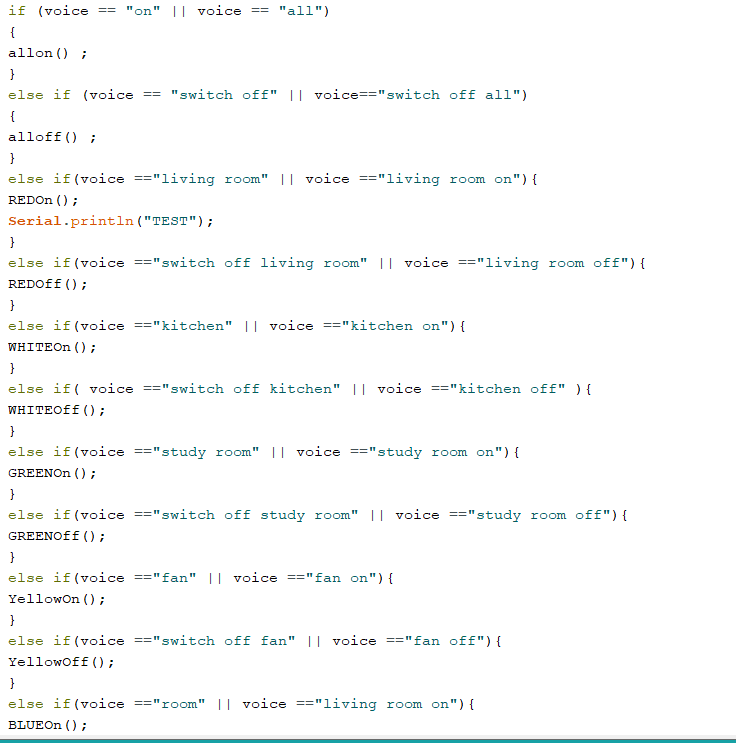 if (voice == "on" || voice == "all")
{
allon() ;
}
else if (voice == "switch off" || voice=="switch off all")
{
alloff() ;
}
else if(voice =="living room" || voice =="living room on"){
REDOn();
Serial.println("TEST");
}
else if(voice =="switch off living room" || voice =="living room off"){
REDOff();
}
else if(voice =="kitchen" || voice =="kitchen on"){
WHITEOn();
}
else if( voice =="switch off kitchen" || voice =="kitchen off" ){
WHITEOff();
}
else if(voice =="study room" || voice =="study room on"){
GREENOn();
}
else if(voice =="switch off study room" || voice =="study room off"){
GREENOff();
}
else if(voice =="fan" || voice =="fan on"){
YellowOn();
}
else if(voice =="switch off fan" || voice =="fan off"){
YellowOff();
}
else if(voice =="room" || voice =="living room on"){
BLUEOn();